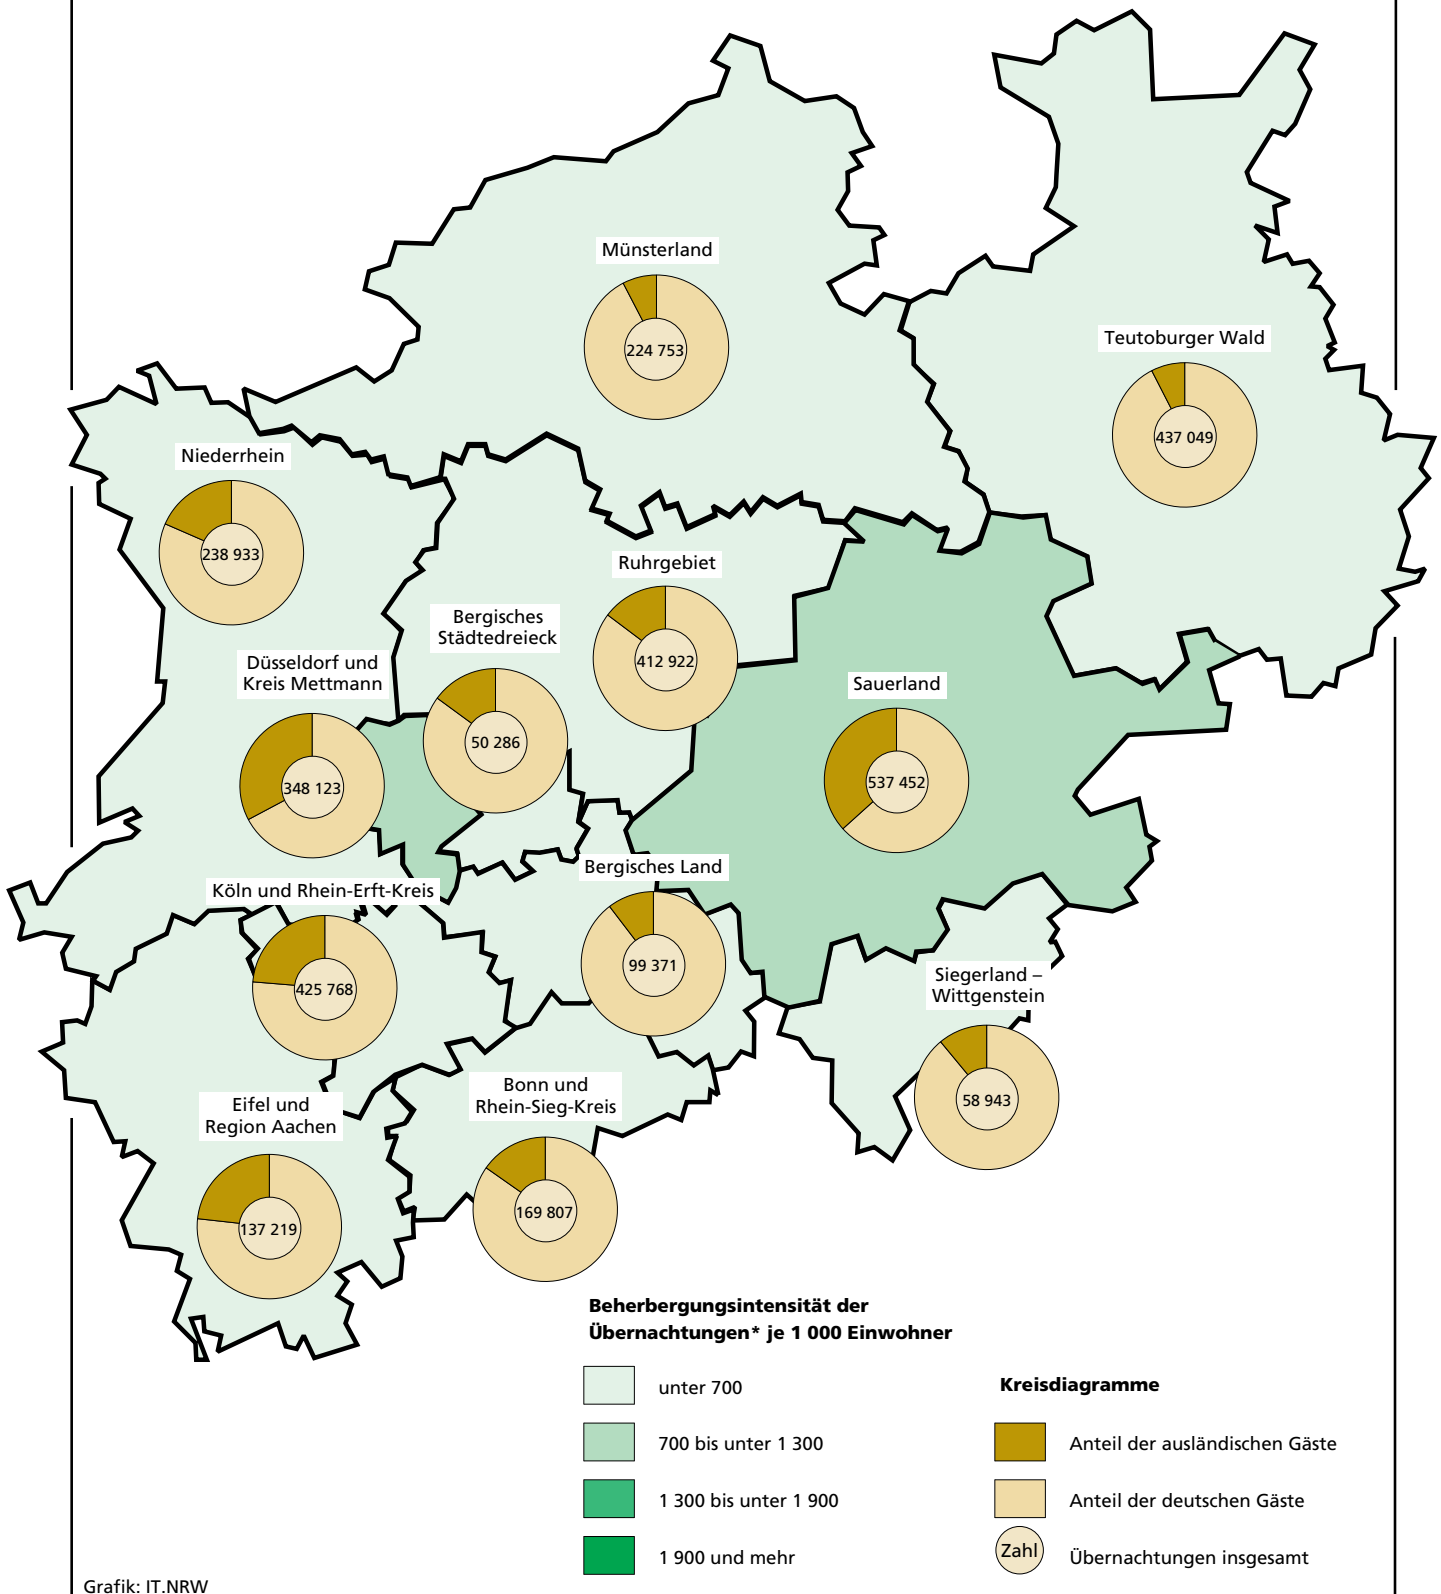 Münsterland
224 753
Teutoburger Wald
437 049
Niederrhein
238 933
Ruhrgebiet
412 922
Bergisches
Städtedreieck
50 286
Düsseldorf und
Kreis Mettmann
348 123
Sauerland
537 452
Bergisches Land
99 371
Köln und Rhein-Erft-Kreis
425 768
Siegerland –
Wittgenstein
58 943
Bonn und
Rhein-Sieg-Kreis
169 807
Eifel und
Region Aachen
137 219
Beherbergungsintensität der
Übernachtungen* je 1 000 Einwohner
unter 700
700 bis unter 1 300
1 300 bis unter 1 900
1 900 und mehr
Kreisdiagramme
Anteil der ausländischen Gäste
Anteil der deutschen Gäste
Zahl Übernachtungen insgesamt
Grafik: IT.NRW